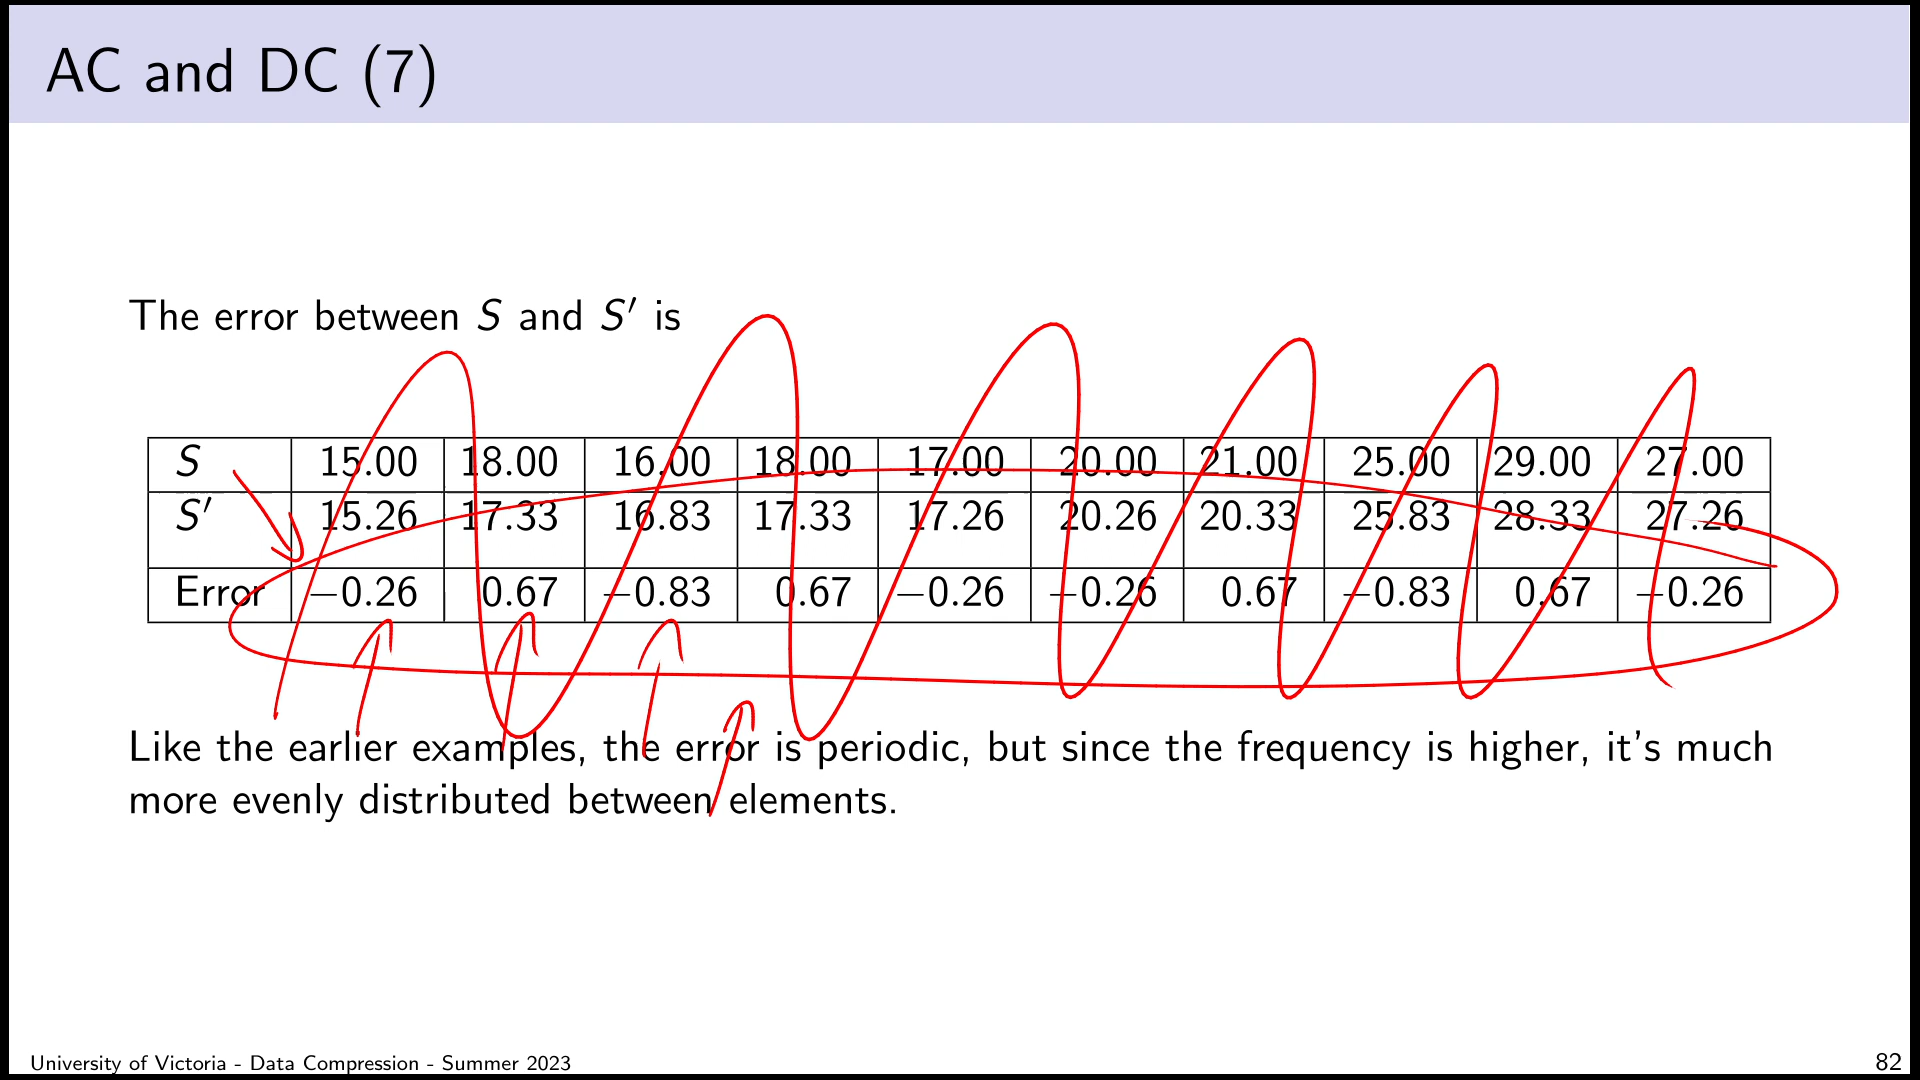 AC and DC (7)
The error between S and S′ is
S 15.00 18.00 16.00 18.00 17.00 20.00 21.00 25.00 29.00 27.00
S′ 15.26 17.33 16.83 17.33 17.26 20.26 20.33 25.83 28.33 27.26
Error −0.26 0.67 −0.83 0.67 −0.26 −0.26 0.67 −0.83 0.67 −0.26
Like the earlier examples, the error is periodic, but since the frequency is higher, it's much
more evenly distributed between elements.
University of Victoria - Data Compression - Summer 2023 82